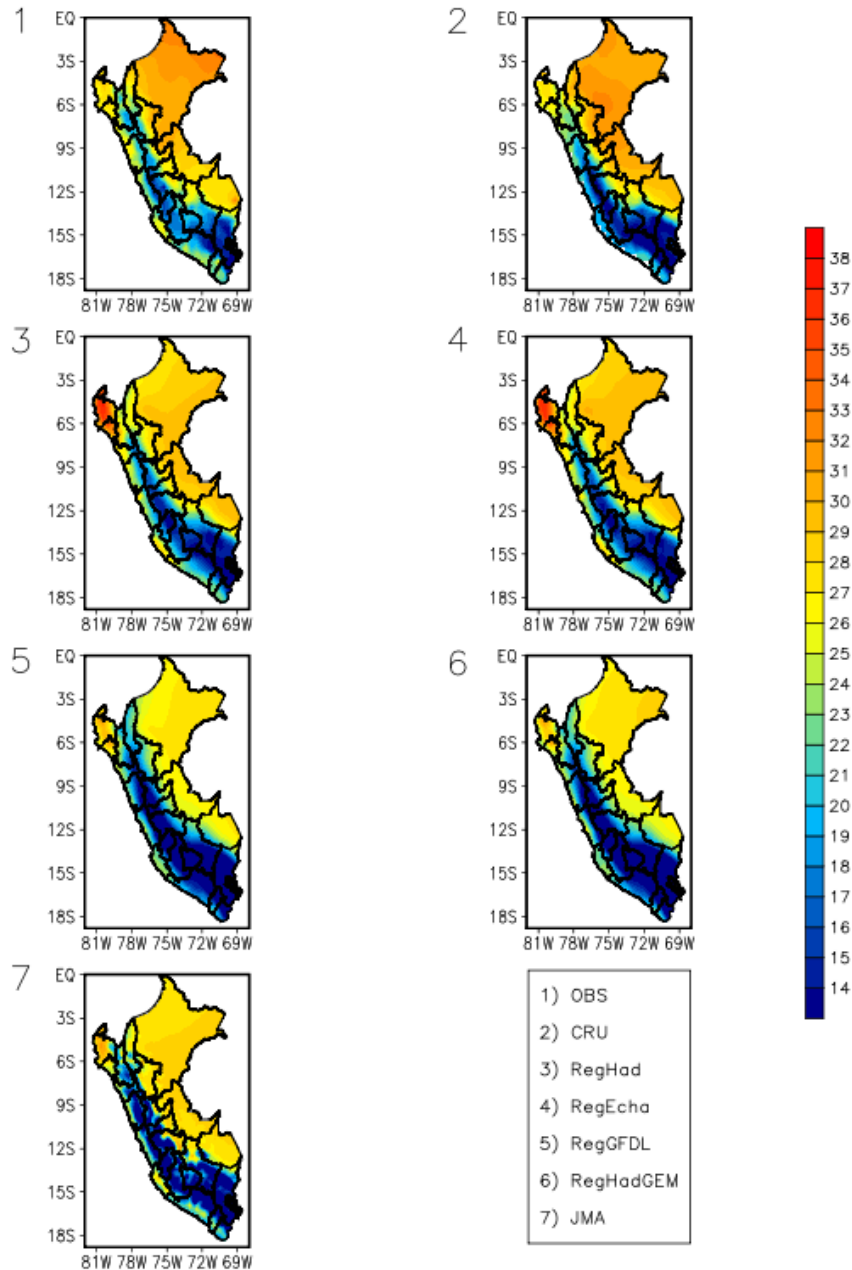 1
EQ
3S
6S
9S
12S
15S
18S
81W 78W 75W 72W 69W
2
EQ
3S
6S
9S
12S
15S
18S
81W 78W 75W 72W 69W
3
EQ
3S
6S
9S
12S
15S
18S
81W 78W 75W 72W 69W
4
EQ
3S
6S
9S
12S
15S
18S
81W 78W 75W 72W 69W
5
EQ
3S
6S
9S
12S
15S
18S
81W 78W 75W 72W 69W
6
EQ
3S
6S
9S
12S
15S
18S
81W 78W 75W 72W 69W
7
EQ
3S
6S
9S
12S
15S
18S
81W 78W 75W 72W 69W
1) OBS
2) CRU
3) RegHad
4) RegEcha
5) RegGFDL
6) RegHadGEM
7) JMA
38
37
36
35
34
33
32
31
30
29
28
27
26
25
24
23
22
21
20
19
18
17
16
15
14